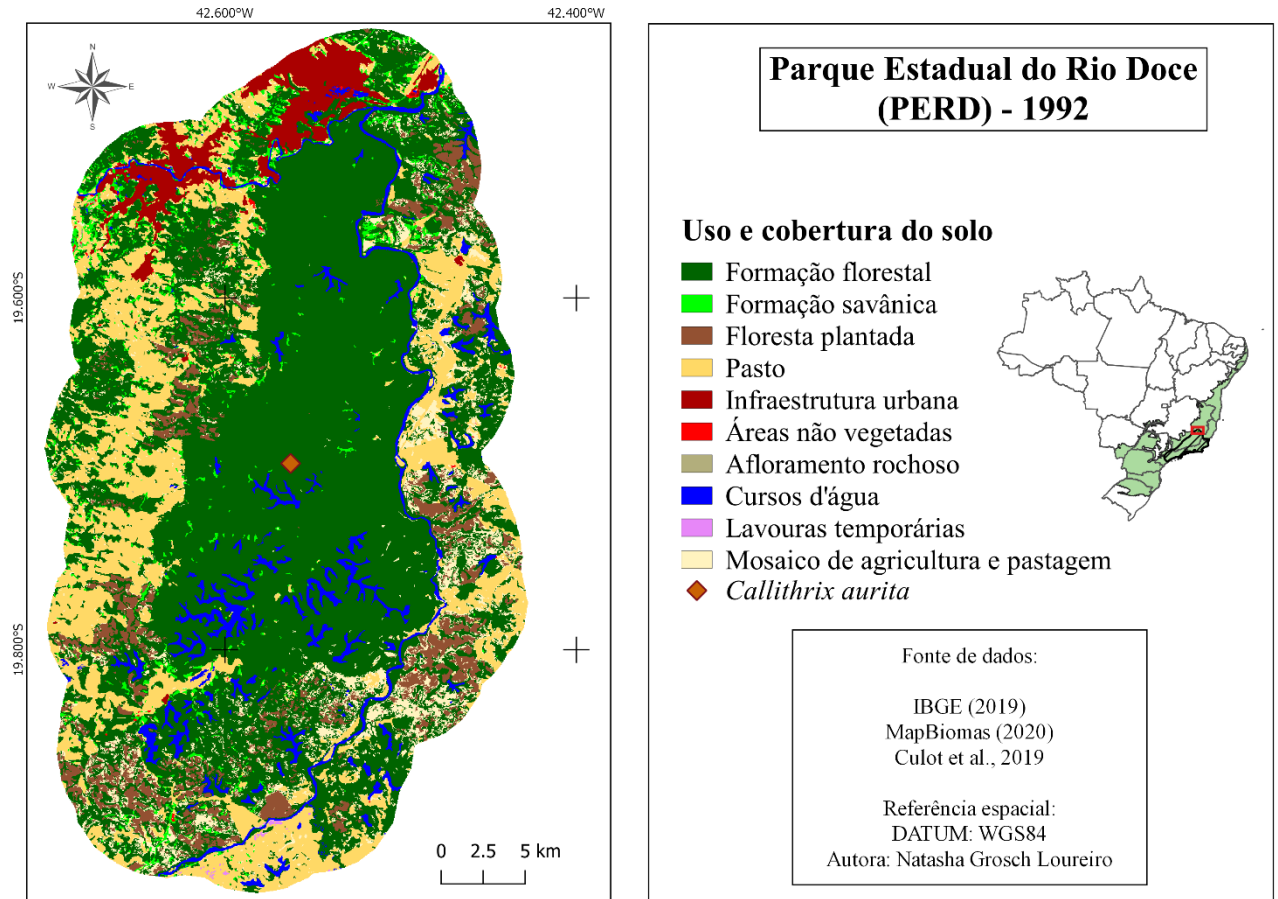 42.600°W
42.400°W
N
W
E
S
19.600°S
19.800°S
0 2.5 5 km
Parque Estadual do Rio Doce
(PERD) - 1992
Uso e cobertura do solo
Formação florestal
Formação savânica
Floresta plantada
Pasto
Infraestrutura urbana
Áreas não vegetadas
Afloramento rochoso
Cursos d'água
Lavouras temporárias
Mosaico de agricultura e pastagem
Callithrix aurita
Fonte de dados:
IBGE (2019)
MapBiomas (2020)
Culot et al., 2019
Referência espacial:
DATUM: WGS84
Autora: Natasha Grosch Loureiro